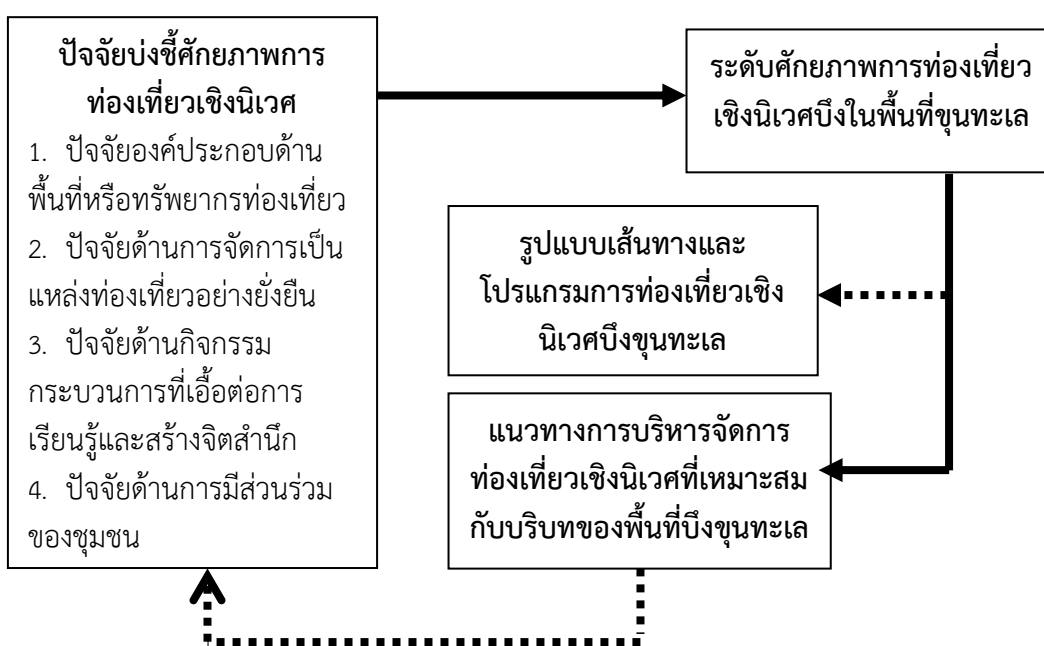 ปัจจัยบ่งชี้ศักยภาพการ
ท่องเที่ยวเชิงนิเวศ
1. ปัจจัยองค์ประกอบด้าน
พื้นที่หรือทรัพยากรท่องเที่ยว
2. ปัจจัยด้านการจัดการเป็น
แหล่งท่องเที่ยวอย่างยั่งยืน
3. ปัจจัยด้านกิจกรรม
กระบวนการที่เอื้อต่อการ
เรียนรู้และสร้างจิตสำนึก
4. ปัจจัยด้านการมีส่วนร่วม
ของชุมชน
ระดับศักยภาพการท่องเที่ยว
เชิงนิเวศบึงในพื้นที่ขุนทะเล
รูปแบบเส้นทางและ
โปรแกรมการท่องเที่ยวเชิง
นิเวศบึงขุนทะเล
แนวทางการบริหารจัดการ
ท่องเที่ยวเชิงนิเวศที่เหมาะสม
กับบริบทของพื้นที่บึงขุนทะเล